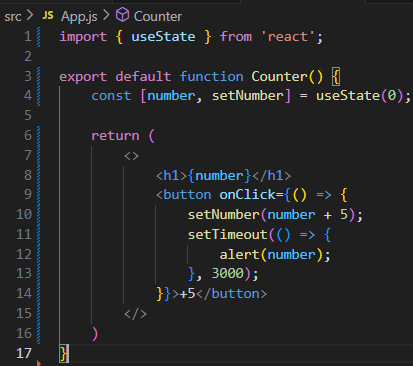 src > JS App.js > Counter
1 import { useState } from 'react';
2
3 export default function Counter() {
4     const [number, setNumber] = useState(0);
5
6     return (
7         <>
8             <h1>{number}</h1>
9             <button onClick={() => {
10                 setNumber(number + 5);
11                 setTimeout(() => {
12                     alert(number);
13                 }, 3000);
14             }}>+5</button>
15         </>
16     )
17 }